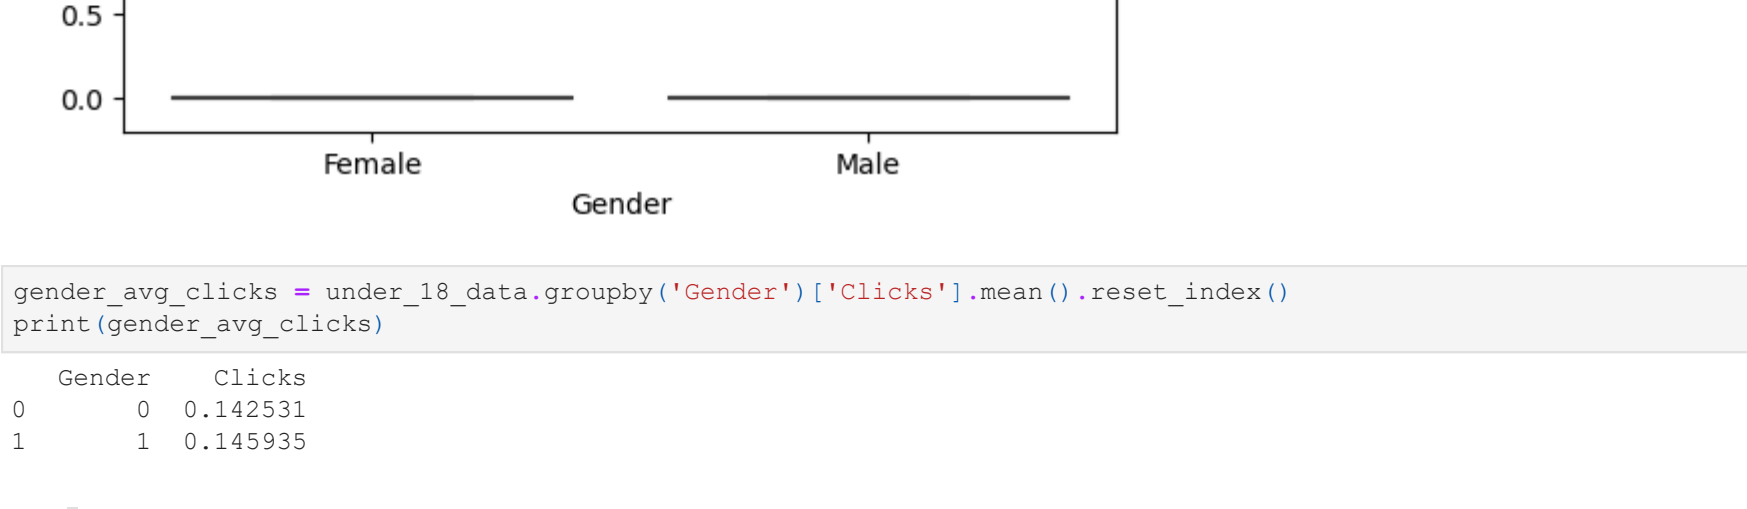 0.5
0.0
Female Male
Gender
gender_avg_clicks = under_18_data.groupby('Gender')['Clicks'].mean().reset_index()
print(gender_avg_clicks)
Gender Clicks
0 0 0.142531
1 1 0.145935